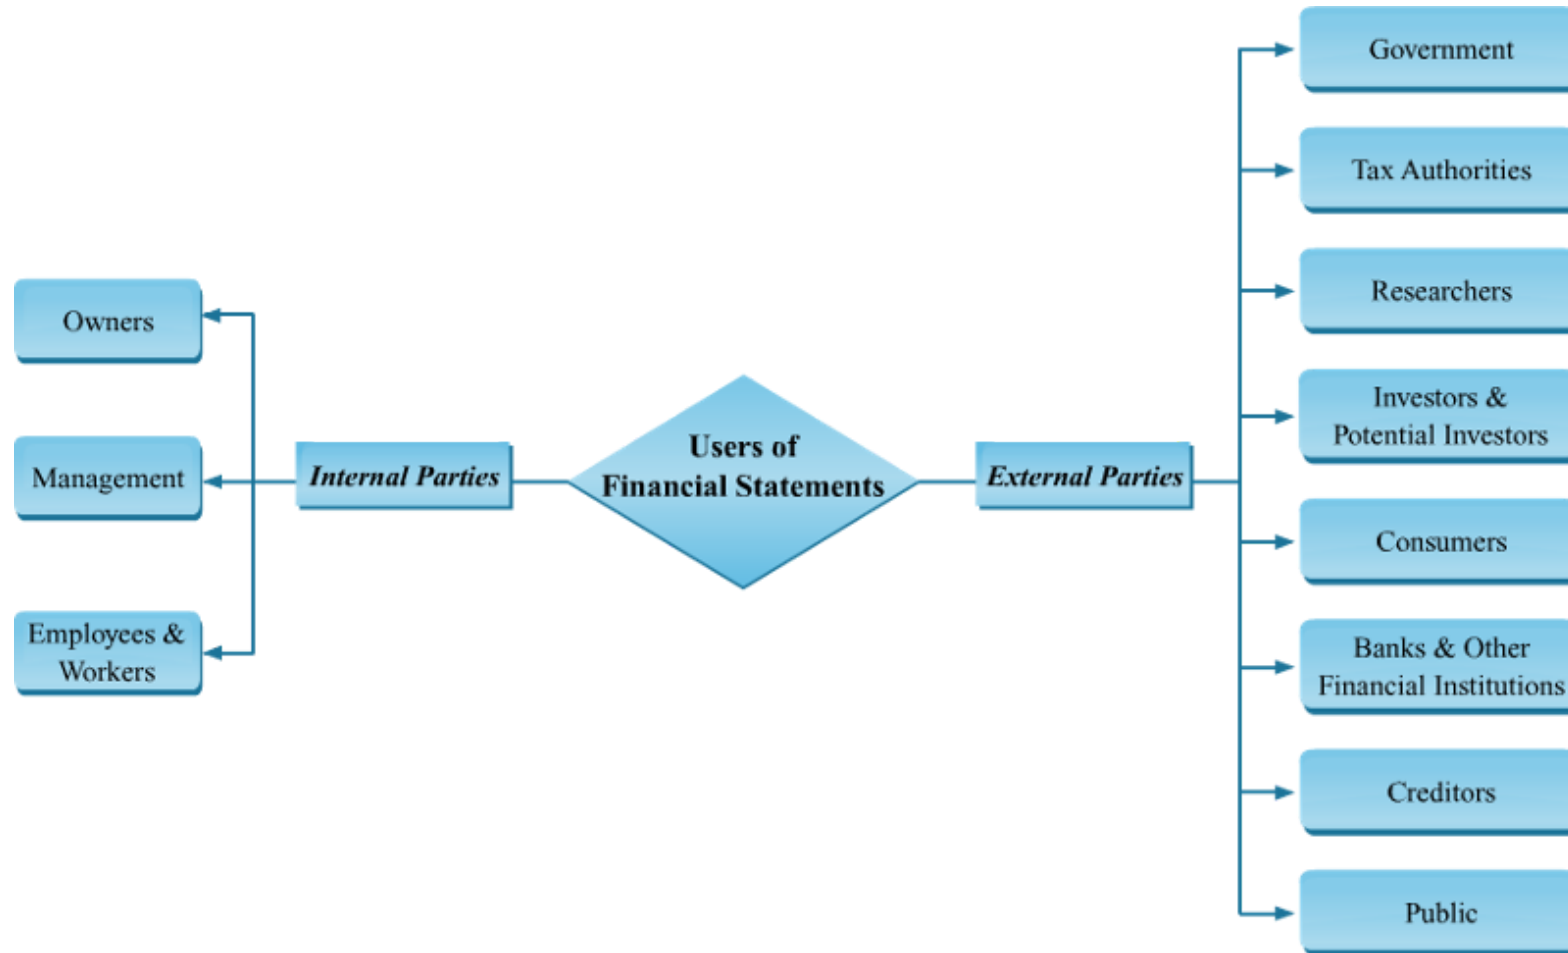 Owners
Management
Employees &
Workers
Internal Parties
Users of
Financial Statements
External Parties
Government
Tax Authorities
Researchers
Investors &
Potential Investors
Consumers
Banks & Other
Financial Institutions
Creditors
Public